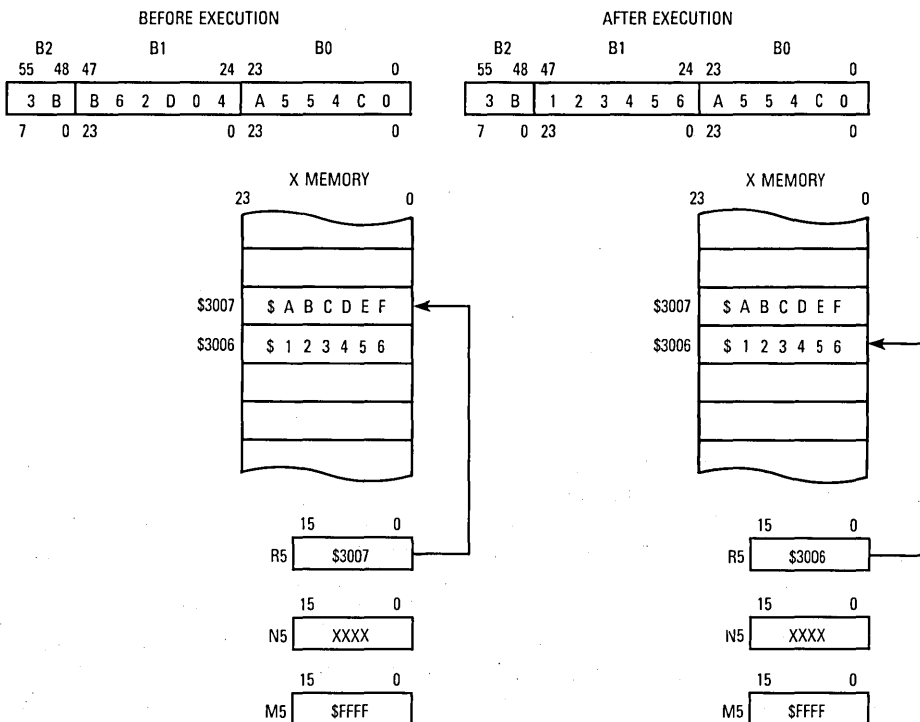 BEFORE EXECUTION
AFTER EXECUTION
B2 B1 B0
B2 B1 B0
55 48 47 24 23 0
55 48 47 24 23 0
3 B B 6 2 D 0 4 A 5 5 4 C 0
3 B 1 2 3 4 5 6 A 5 5 4 C 0
7 0 23 0 23 0
7 0 23 0 23 0
X MEMORY
X MEMORY
23 0
23 0
$3007 $ A B C D E F
$3007 $ A B C D E F
$3006 $ 1 2 3 4 5 6
$3006 $ 1 2 3 4 5 6
15 0
15 0
R5 $3007
R5 $3006
15 0
15 0
N5 XXXX
N5 XXXX
15 0
15 0
M5 $FFFF
M5 $FFFF